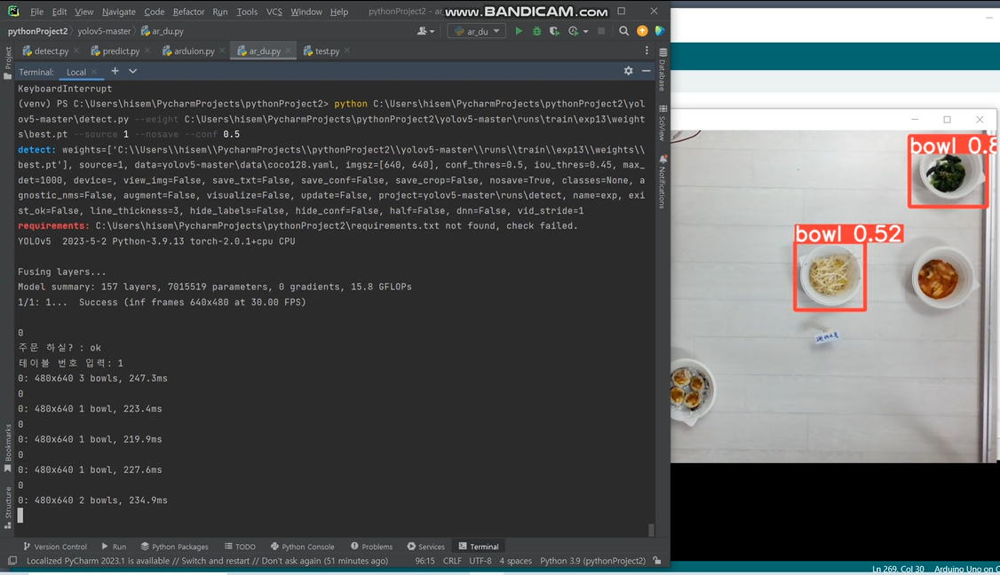 File Edit View Navigate Code Refactor Run Tools VCS Window Help pythonProject2 - ar_
www.BANDICAM.com
pythonProject2 yolov5-master ar_du.py
ar_du
detect.py predict.py arduion.py ar_du.py test.py
Project
Terminal: Local
KeyboardInterrupt
(venv) PS C:\Users\hisem\PycharmProjects\pythonProject2> python C:\Users\hisem\PycharmProjects\pythonProject2\yol
ov5-master\detect.py --weight C:\Users\hisem\PycharmProjects\pythonProject2\yolov5-master\runs\train\exp13\weight
s\best.pt --source 1 --nosave --conf 0.5
detect: weights=['C:\\Users\\hisem\\PycharmProjects\\pythonProject2\\yolov5-master\\runs\\train\\exp13\\weights\\
best.pt'], source=1, data=yolov5-master\data\coco128.yaml, imgsz=[640, 640], conf_thres=0.5, iou_thres=0.45, max_
det=1000, device=, view_img=False, save_txt=False, save_conf=False, save_crop=False, nosave=True, classes=None, a
gnostic_nms=False, augment=False, visualize=False, update=False, project=yolov5-master\runs\detect, name=exp, exi
st_ok=False, line_thickness=3, hide_labels=False, hide_conf=False, half=False, dnn=False, vid_stride=1
requirements: C:\Users\hisem\PycharmProjects\pythonProject2\requirements.txt not found, check failed.
YOLOv5 2023-5-2 Python-3.9.13 torch-2.0.1+cpu CPU
Fusing layers...
Model summary: 157 layers, 7015519 parameters, 0 gradients, 15.8 GFLOPs
1/1: 1... Success (inf frames 640x480 at 30.00 FPS)
0
주문 하실? : ok
테이블 번호 입력: 1
0: 480x640 3 bowls, 247.3ms
0
0: 480x640 1 bowl, 223.4ms
0
0: 480x640 1 bowl, 219.9ms
0
0: 480x640 1 bowl, 227.6ms
0
0: 480x640 2 bowls, 234.9ms
Bookmarks
Structure
Database
SciView
Notifications
bowl 0.8
bowl 0.52
Version Control Run Python Packages TODO Python Console Problems Services Terminal
Localized PyCharm 2023.1 is available // Switch and restart // Don't ask again (51 minutes ago) 96:15 CRLF UTF-8 4 spaces Python 3.9 (pythonProject2)
Ln 269, Col 30 Arduino Uno on C